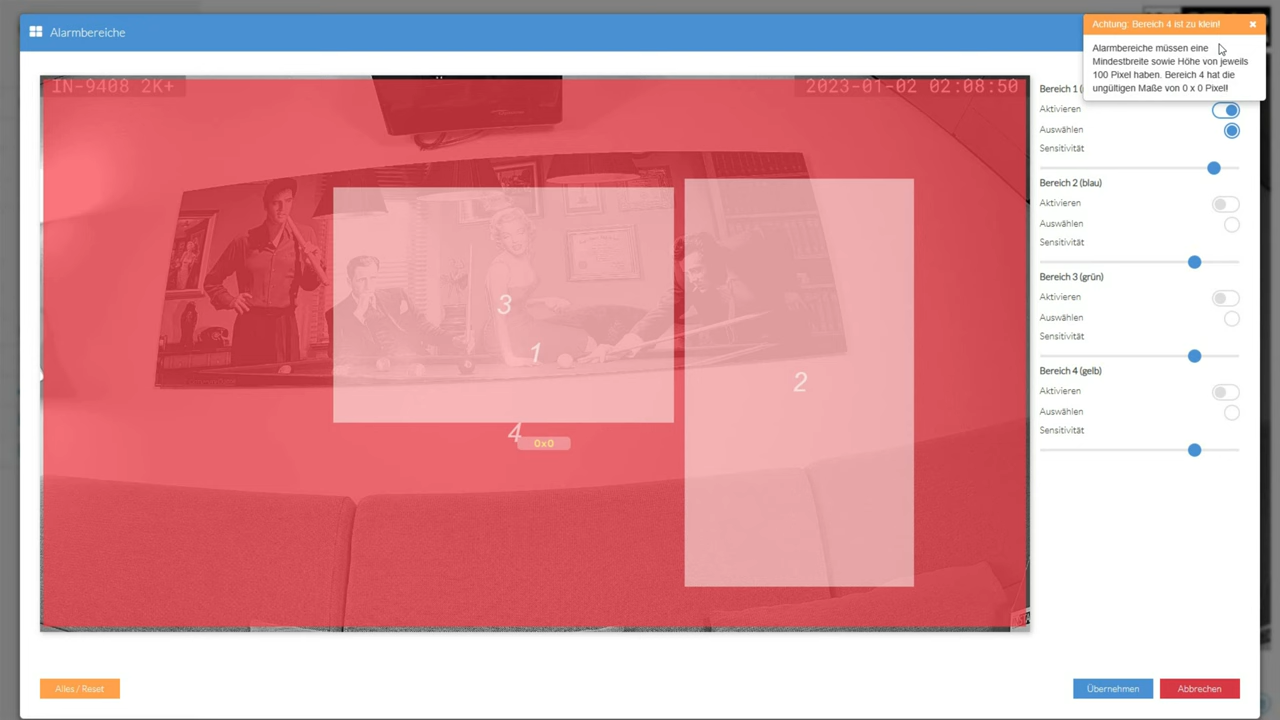 Alarmbereiche
Achtung: Bereich 4 ist zu klein!
Alarmbereiche müssen eine
Mindestbreite sowie Höhe von jeweils
100 Pixel haben. Bereich 4 hat die
ungültigen Maße von 0 x 0 Pixel!
IN-9408 2K+
2023-01-02 02:08:50
3
1
2
4
0x0
Bereich 1
Aktivieren
Auswählen
Sensitivität
Bereich 2 (blau)
Aktivieren
Auswählen
Sensitivität
Bereich 3 (grün)
Aktivieren
Auswählen
Sensitivität
Bereich 4 (gelb)
Aktivieren
Auswählen
Sensitivität
Alles / Reset
Übernehmen
Abbrechen